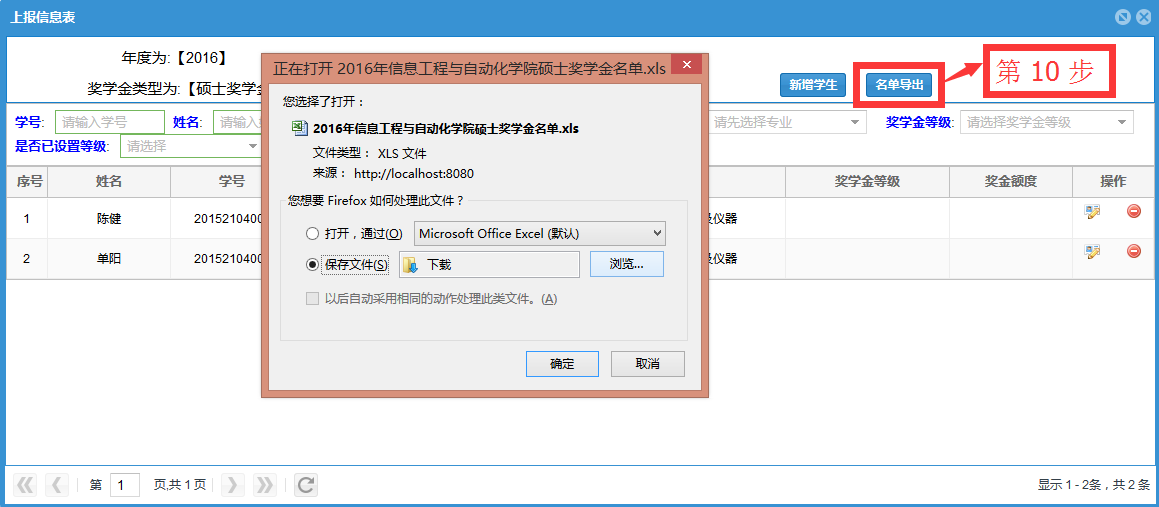 上报信息表
年度为:【2016】
奖学金类型为:【硕士奖学金
新增学生
名单导出
第 10 步
学号:
请输入学号
姓名:
请输入
请先选择专业
奖学金等级:
请选择奖学金等级
是否已设置等级:
请选择
序号
姓名
学号
奖学金等级
奖金额度
操作
1
陈健
2015210400
仪器
2
单阳
2015210400
仪器
正在打开 2016年信息工程与自动化学院硕士奖学金名单.xls
您选择了打开：
2016年信息工程与自动化学院硕士奖学金名单.xls
文件类型： XLS 文件
来源： http://localhost:8080
您想要 Firefox 如何处理此文件？
打开，通过(O)
Microsoft Office Excel (默认)
保存文件(S)
下载
浏览...
以后自动采用相同的动作处理此类文件。(A)
确定
取消
第 1 页,共 1 页
显示 1 - 2条，共 2 条